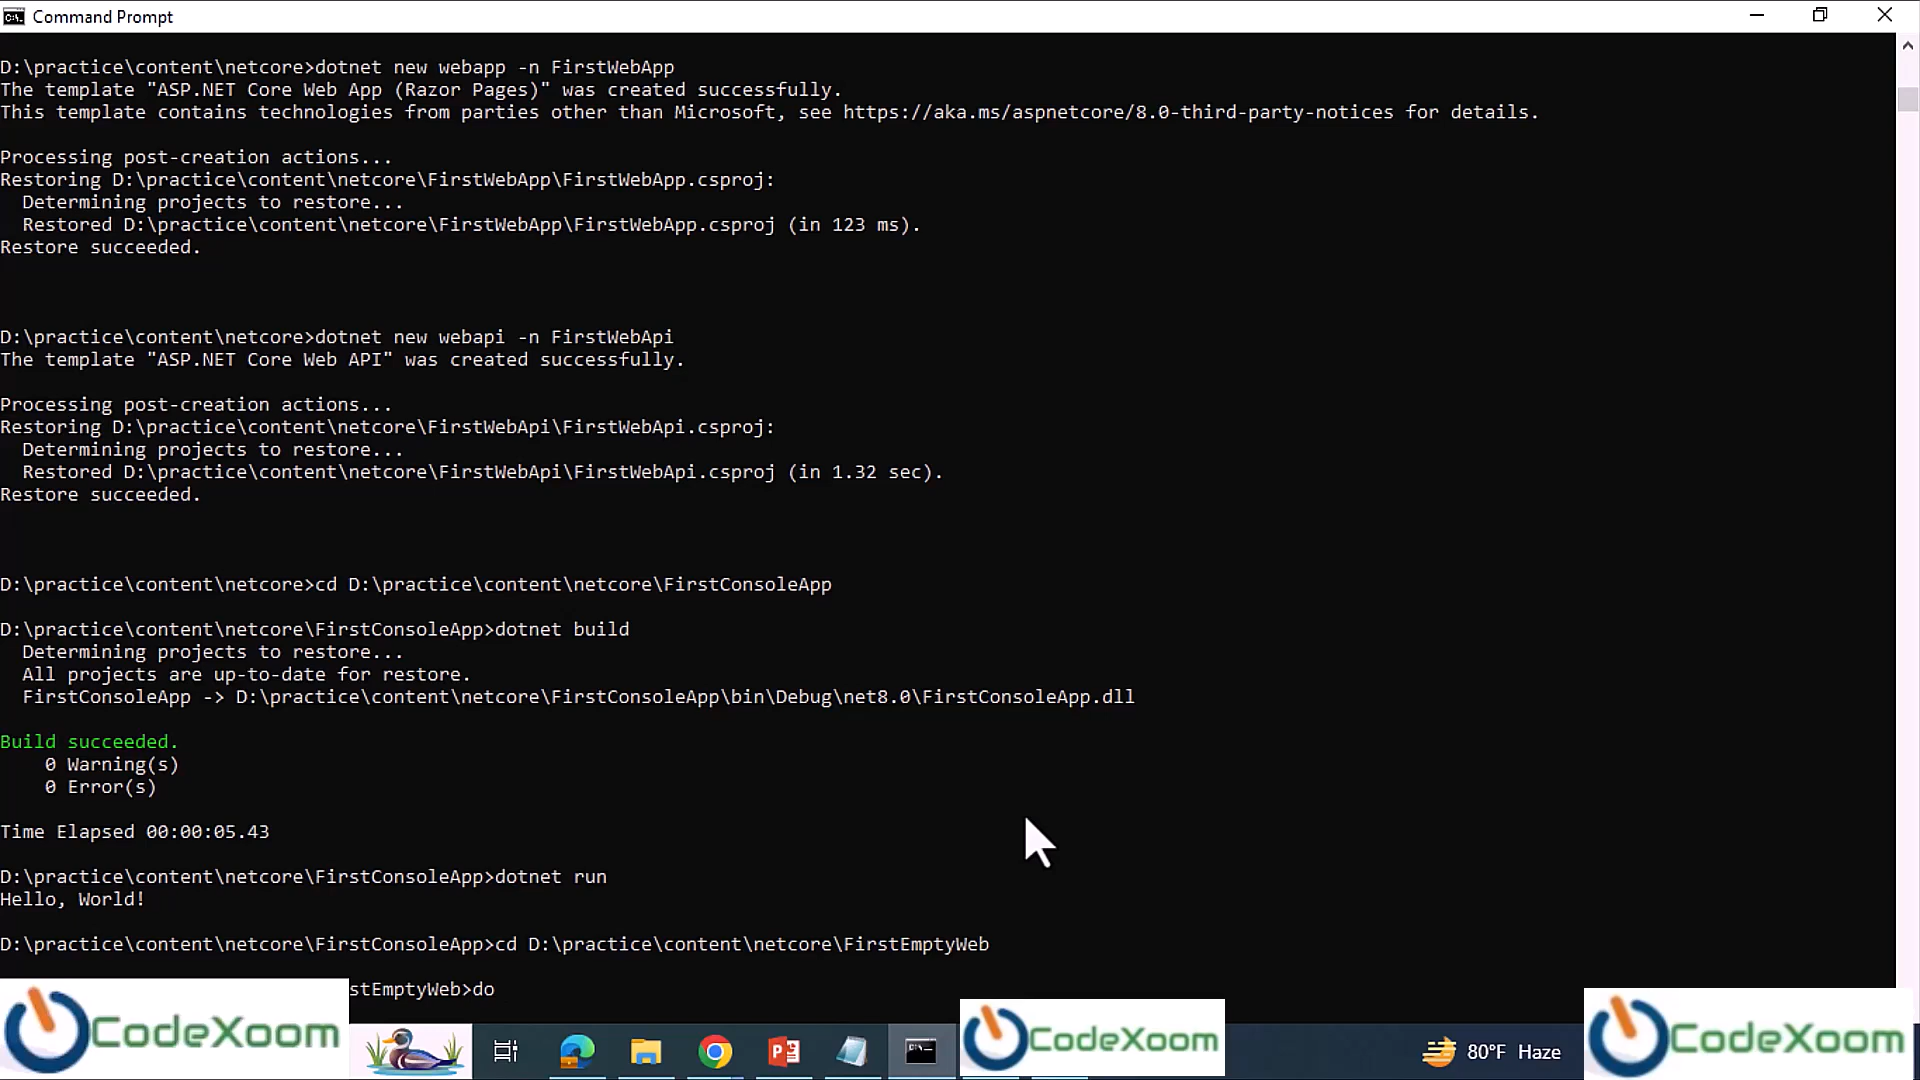 Command Prompt
D:\practice\content\netcore>dotnet new webapp -n FirstWebApp
The template "ASP.NET Core Web App (Razor Pages)" was created successfully.
This template contains technologies from parties other than Microsoft, see https://aka.ms/aspnetcore/8.0-third-party-notices for details.
Processing post-creation actions...
Restoring D:\practice\content\netcore\FirstWebApp\FirstWebApp.csproj:
  Determining projects to restore...
  Restored D:\practice\content\netcore\FirstWebApp\FirstWebApp.csproj (in 123 ms).
Restore succeeded.
D:\practice\content\netcore>dotnet new webapi -n FirstWebApi
The template "ASP.NET Core Web API" was created successfully.
Processing post-creation actions...
Restoring D:\practice\content\netcore\FirstWebApi\FirstWebApi.csproj:
  Determining projects to restore...
  Restored D:\practice\content\netcore\FirstWebApi\FirstWebApi.csproj (in 1.32 sec).
Restore succeeded.
D:\practice\content\netcore>cd D:\practice\content\netcore\FirstConsoleApp
D:\practice\content\netcore\FirstConsoleApp>dotnet build
  Determining projects to restore...
  All projects are up-to-date for restore.
  FirstConsoleApp -> D:\practice\content\netcore\FirstConsoleApp\bin\Debug\net8.0\FirstConsoleApp.dll
Build succeeded.
    0 Warning(s)
    0 Error(s)
Time Elapsed 00:00:05.43
D:\practice\content\netcore\FirstConsoleApp>dotnet run
Hello, World!
D:\practice\content\netcore\FirstConsoleApp>cd D:\practice\content\netcore\FirstEmptyWeb
stEmptyWeb>do
CodeXoom
CodeXoom
80°F Haze
CodeXoom